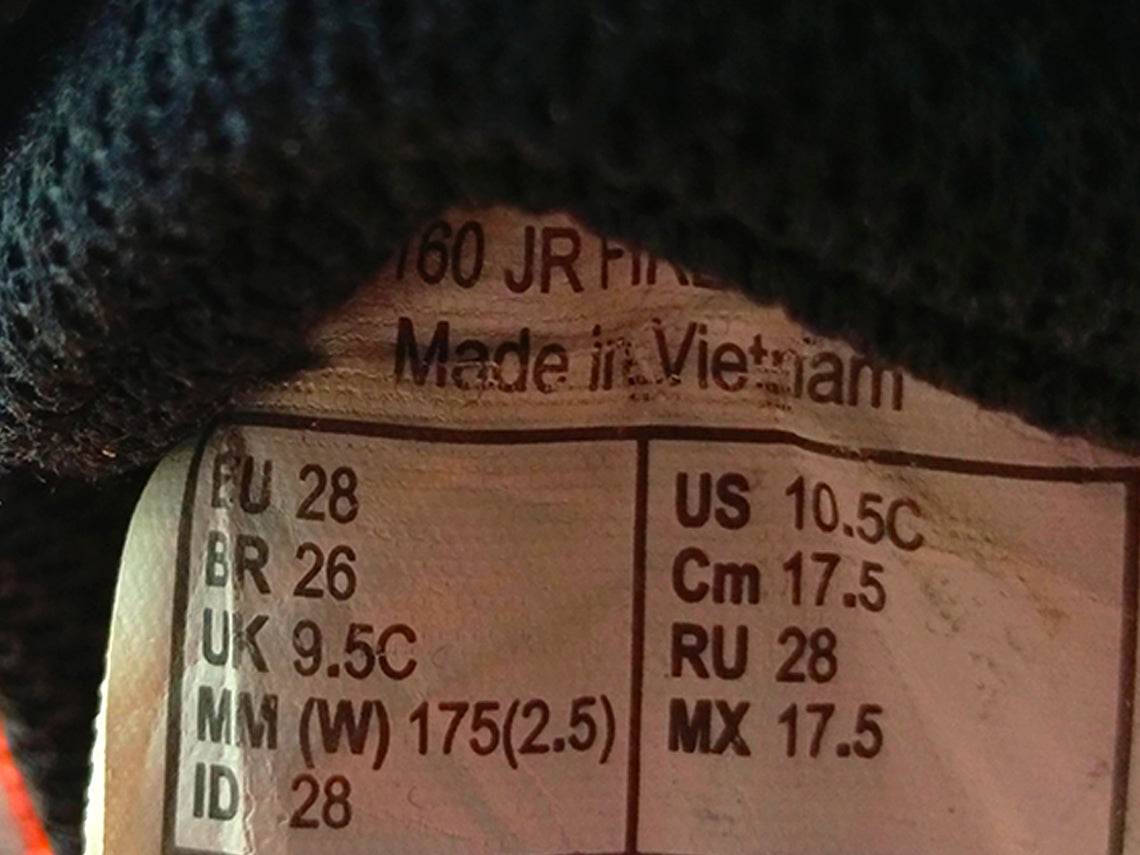 160 JR
Made in Vietnam
EU 28
BR 26
UK 9.5C
MM (W) 175(2.5)
ID 28
US 10.5C
Cm 17.5
RU 28
MX 17.5